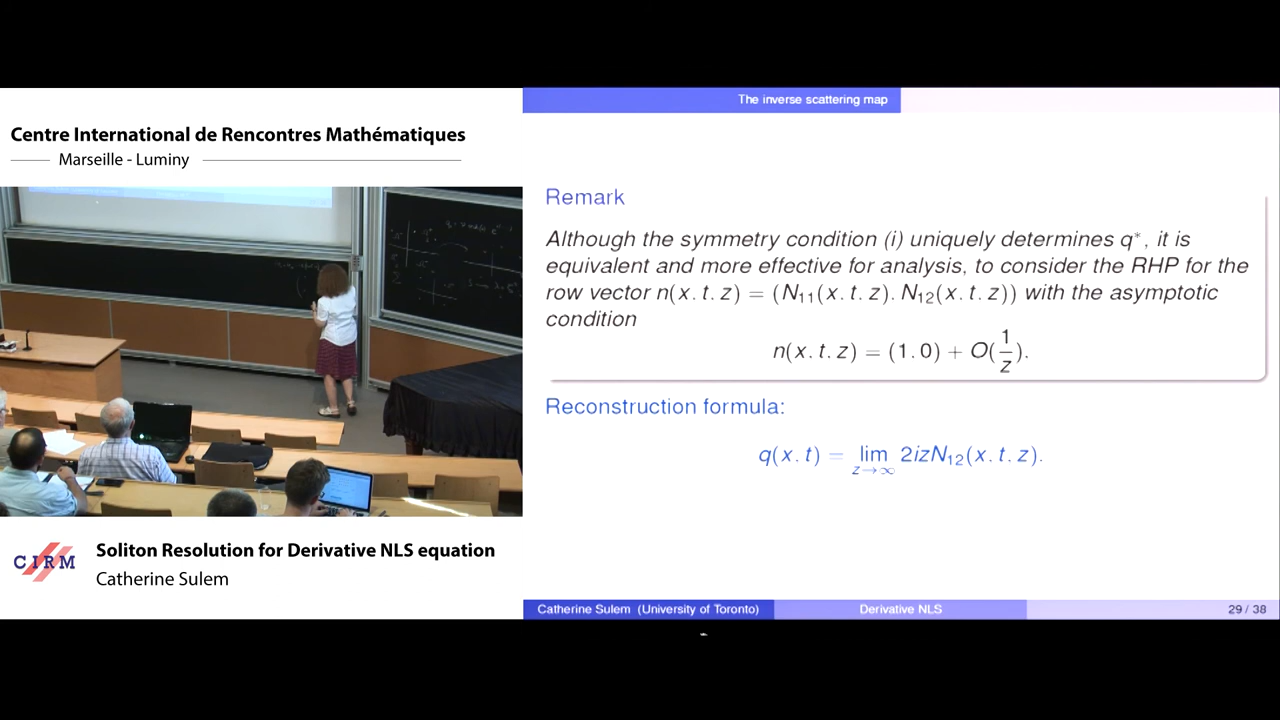 Centre International de Rencontres Mathématiques
Marseille - Luminy
The inverse scattering map
Remark
Although the symmetry condition (i) uniquely determines q*, it is
equivalent and more effective for analysis, to consider the RHP for the
row vector n(x. t. z) = (N₁₁(x. t. z). N₁₂(x. t. z)) with the asymptotic
condition
n(x. t. z) = (1. 0) + O(1/z).
Reconstruction formula:
q(x. t) = lim z→∞ 2izN₁₂(x. t. z).
CIRM
Soliton Resolution for Derivative NLS equation
Catherine Sulem
Catherine Sulem (University of Toronto)
Derivative NLS
29 / 38